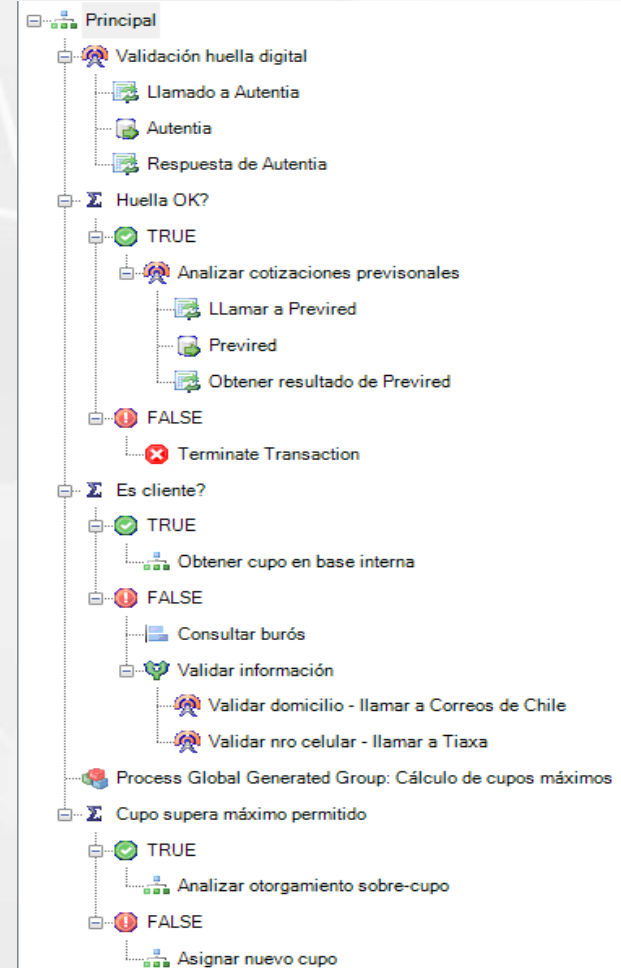 Principal
Validación huella digital
Llamado a Autentia
Autentia
Respuesta de Autentia
Huella OK?
TRUE
Analizar cotizaciones previsonales
LLamar a Previred
Previred
Obtener resultado de Previred
FALSE
Terminate Transaction
Es cliente?
TRUE
Obtener cupo en base interna
FALSE
Consultar burós
Validar información
Validar domicilio - llamar a Correos de Chile
Validar nro celular - llamar a Tiaxa
Process Global Generated Group: Cálculo de cupos máximos
Cupo supera máximo permitido
TRUE
Analizar otorgamiento sobre-cupo
FALSE
Asignar nuevo cupo